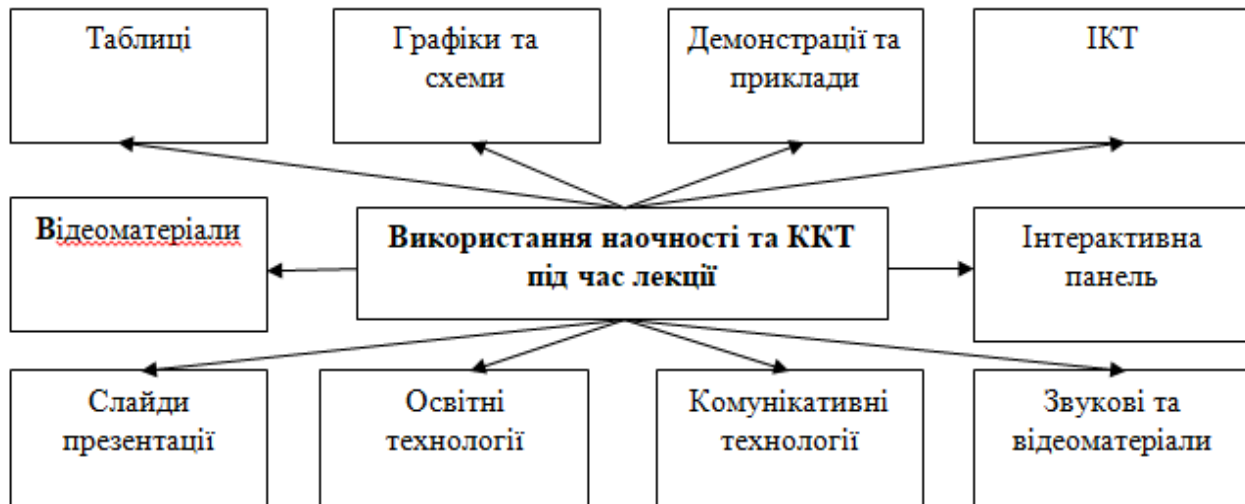 Таблиці
Графіки та
схеми
Демонстрації та
приклади
ІКТ
Відеоматеріали
Використання наочності та ККТ
під час лекції
Інтерактивна
панель
Слайди
презентації
Освітні
технології
Комунікативні
технології
Звукові та
відеоматеріали